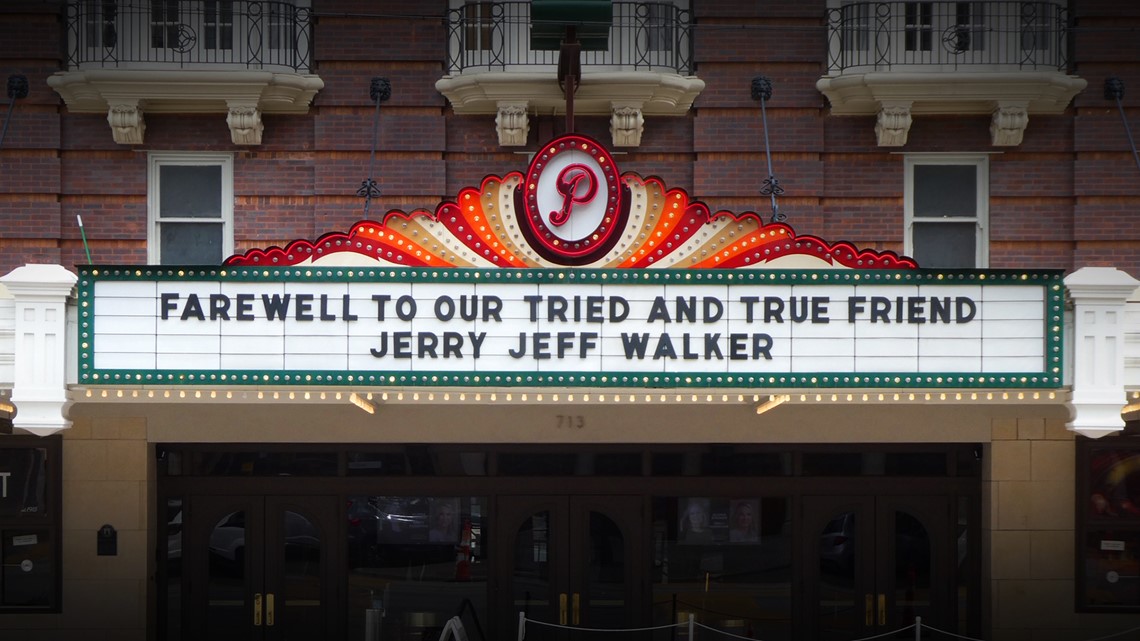 P
FAREWELL TO OUR TRIED AND TRUE FRIEND
JERRY JEFF WALKER
713
T